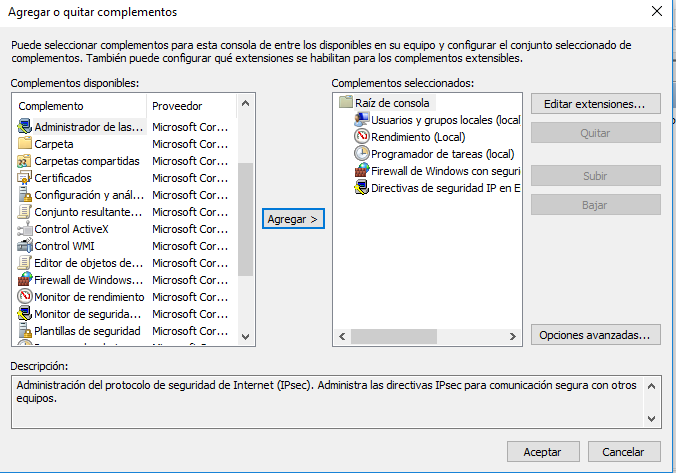 Agregar o quitar complementos
Puede seleccionar complementos para esta consola de entre los disponibles en su equipo y configurar el conjunto seleccionado de
complementos. También puede configurar qué extensiones se habilitan para los complementos extensibles.
Complementos disponibles:
Complemento Proveedor
Administrador de las... Microsoft Cor...
Carpeta Microsoft Cor...
Carpetas compartidas Microsoft Cor...
Certificados Microsoft Cor...
Configuración y anál... Microsoft Cor...
Conjunto resultante... Microsoft Cor...
Control ActiveX Microsoft Cor...
Control WMI Microsoft Cor...
Editor de objetos de... Microsoft Cor...
Firewall de Windows... Microsoft Cor...
Monitor de rendimiento Microsoft Cor...
Monitor de segurida... Microsoft Cor...
Plantillas de seguridad Microsoft Cor...
Agregar >
Complementos seleccionados:
Raíz de consola
Usuarios y grupos locales (local
Rendimiento (Local)
Programador de tareas (local)
Firewall de Windows con seguri
Directivas de seguridad IP en E
Editar extensiones...
Quitar
Subir
Bajar
Opciones avanzadas...
Descripción:
Administración del protocolo de seguridad de Internet (IPsec). Administra las directivas IPsec para comunicación segura con otros
equipos.
Aceptar
Cancelar